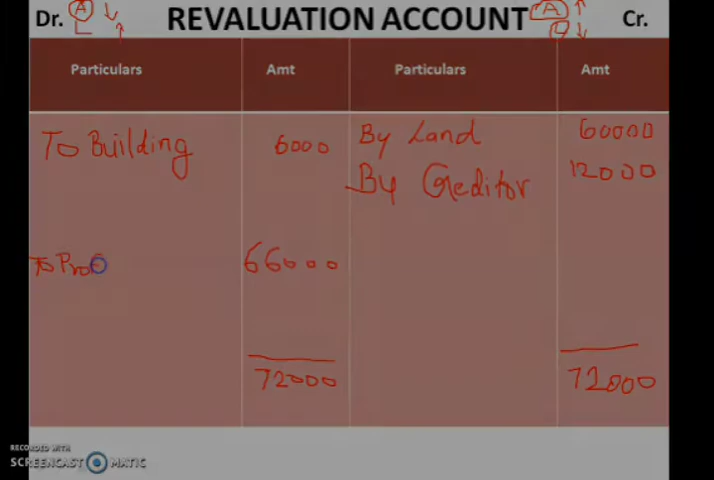 Dr. A REVALUATION ACCOUNT A Cr.
Particulars Amt Particulars Amt
To Building 6000 By Land 60000
By Creditor 12000
To Pro 66000
72000 72000
RECORDED WITH
SCREENCAST MATIC